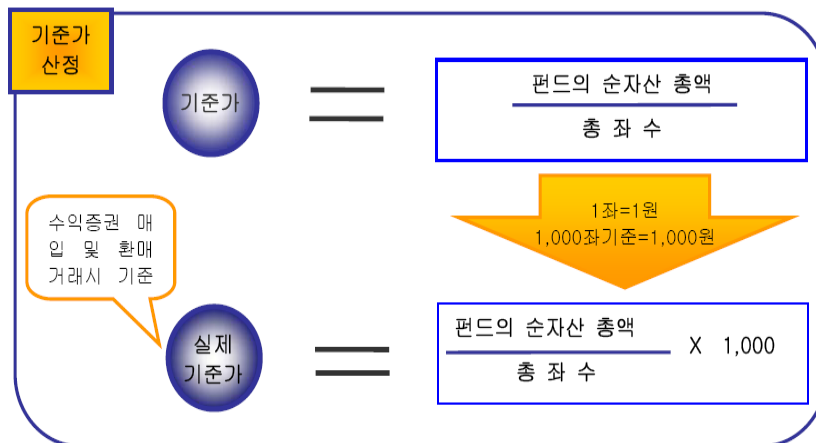 기준가
산정
기준가
펀드의 순자산 총액
총 좌 수
1좌=1원
1,000좌기준=1,000원
수익증권 매
입 및 환매
거래시 기준
실제
기준가
펀드의 순자산 총액
X 1,000
총 좌 수